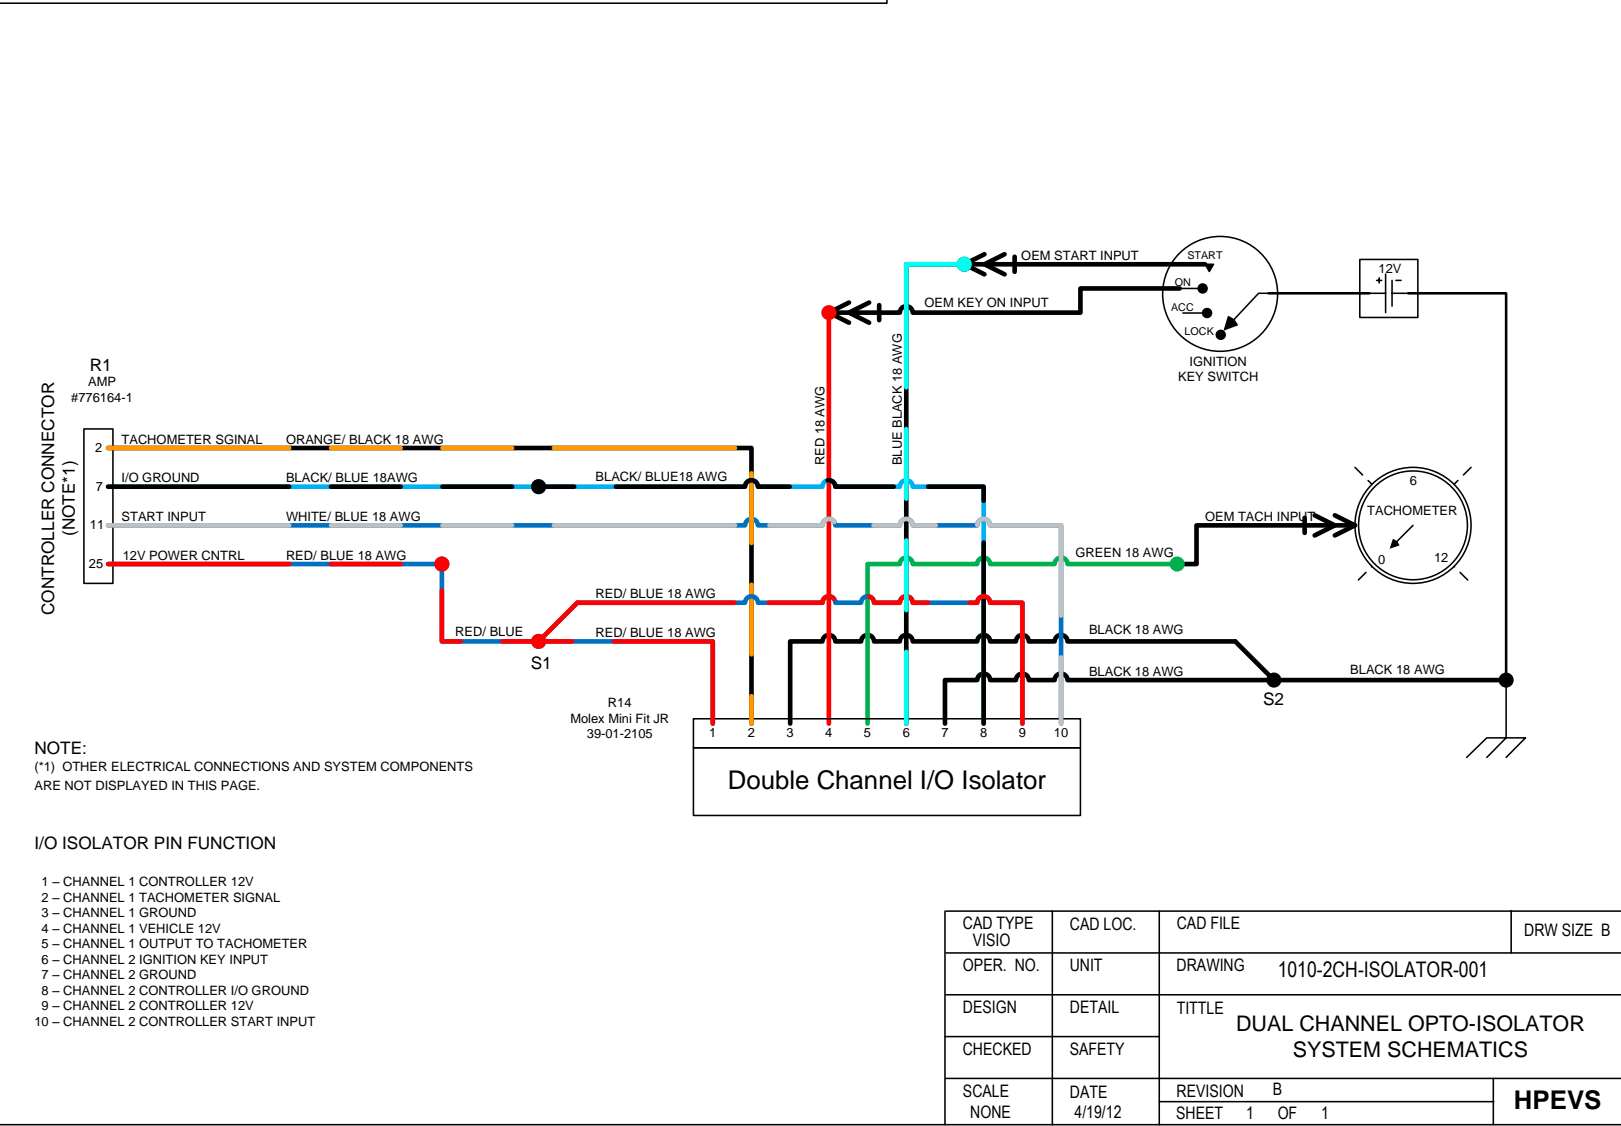 OEM START INPUT
START
12V
+ -
ON
OEM KEY ON INPUT
ACC
LOCK
IGNITION
KEY SWITCH
RED 18 AWG
BLUE BLACK 18 AWG
R1
AMP
#776164-1
CONTROLLER CONNECTOR
(NOTE*1)
2 TACHOMETER SGINAL ORANGE/ BLACK 18 AWG
7 I/O GROUND BLACK/ BLUE 18AWG BLACK/ BLUE18 AWG
11 START INPUT WHITE/ BLUE 18 AWG
25 12V POWER CNTRL RED/ BLUE 18 AWG
6
TACHOMETER
0 12
OEM TACH INPUT
GREEN 18 AWG
RED/ BLUE 18 AWG
RED/ BLUE RED/ BLUE 18 AWG
S1
BLACK 18 AWG
BLACK 18 AWG BLACK 18 AWG
S2
R14
Molex Mini Fit JR
39-01-2105
1 2 3 4 5 6 7 8 9 10
Double Channel I/O Isolator
NOTE:
(*1) OTHER ELECTRICAL CONNECTIONS AND SYSTEM COMPONENTS
ARE NOT DISPLAYED IN THIS PAGE.
I/O ISOLATOR PIN FUNCTION
1 – CHANNEL 1 CONTROLLER 12V
2 – CHANNEL 1 TACHOMETER SIGNAL
3 – CHANNEL 1 GROUND
4 – CHANNEL 1 VEHICLE 12V
5 – CHANNEL 1 OUTPUT TO TACHOMETER
6 – CHANNEL 2 IGNITION KEY INPUT
7 – CHANNEL 2 GROUND
8 – CHANNEL 2 CONTROLLER I/O GROUND
9 – CHANNEL 2 CONTROLLER 12V
10 – CHANNEL 2 CONTROLLER START INPUT
CAD TYPE
VISIO
CAD LOC.
CAD FILE
DRW SIZE B
OPER. NO.
UNIT
DRAWING 1010-2CH-ISOLATOR-001
DESIGN
DETAIL
TITTLE
DUAL CHANNEL OPTO-ISOLATOR
SYSTEM SCHEMATICS
CHECKED
SAFETY
SCALE
NONE
DATE
4/19/12
REVISION B
SHEET 1 OF 1
HPEVS